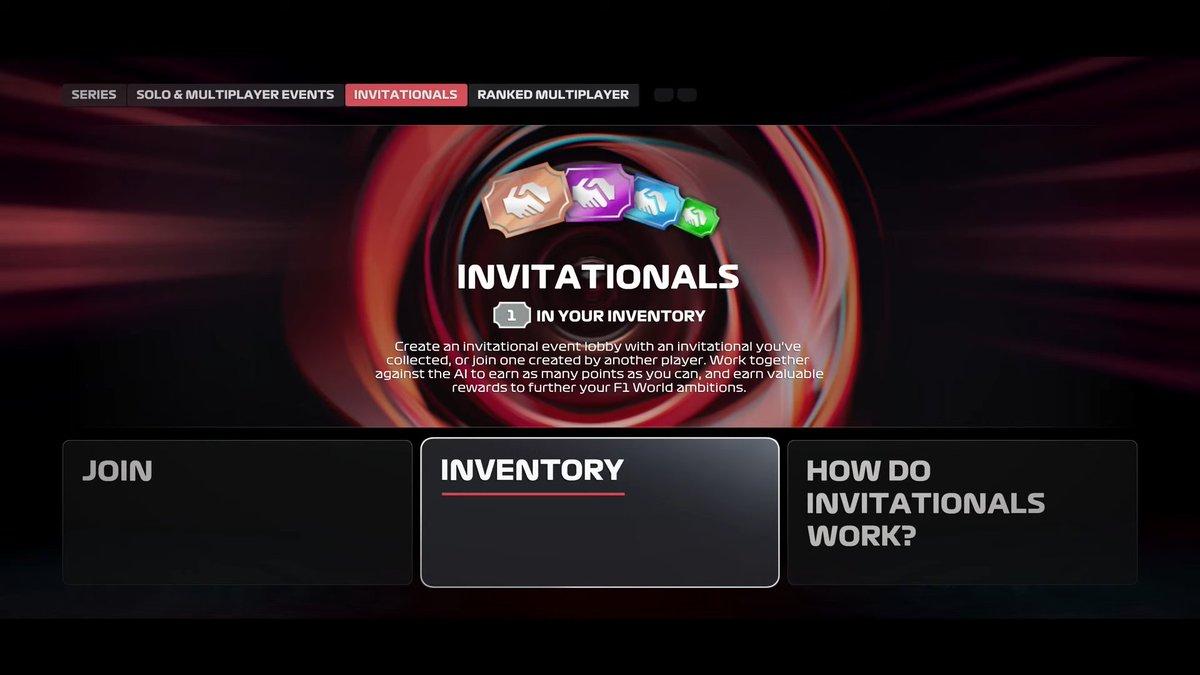 SERIES
SOLO & MULTIPLAYER EVENTS
INVITATIONALS
RANKED MULTIPLAYER
INVITATIONALS
1 IN YOUR INVENTORY
Create an invitational event lobby with an invitational you've
collected, or join one created by another player. Work together
against the AI to earn as many points as you can, and earn valuable
rewards to further your F1 World ambitions.
JOIN
INVENTORY
HOW DO
INVITATIONALS
WORK?